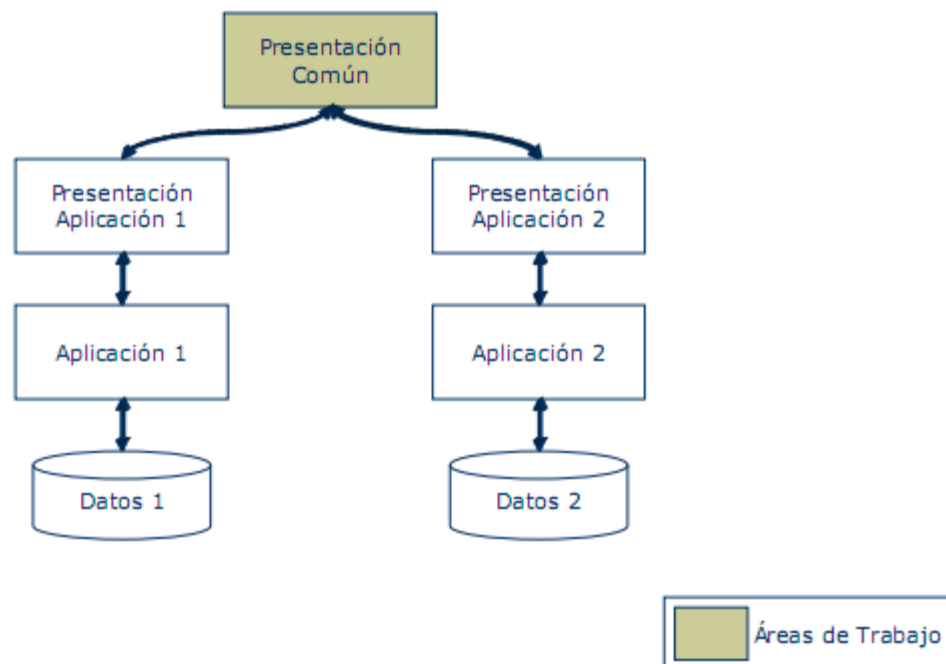 Presentación
Común
Presentación
Aplicación 1
Presentación
Aplicación 2
Aplicación 1
Aplicación 2
Datos 1
Datos 2
Áreas de Trabajo